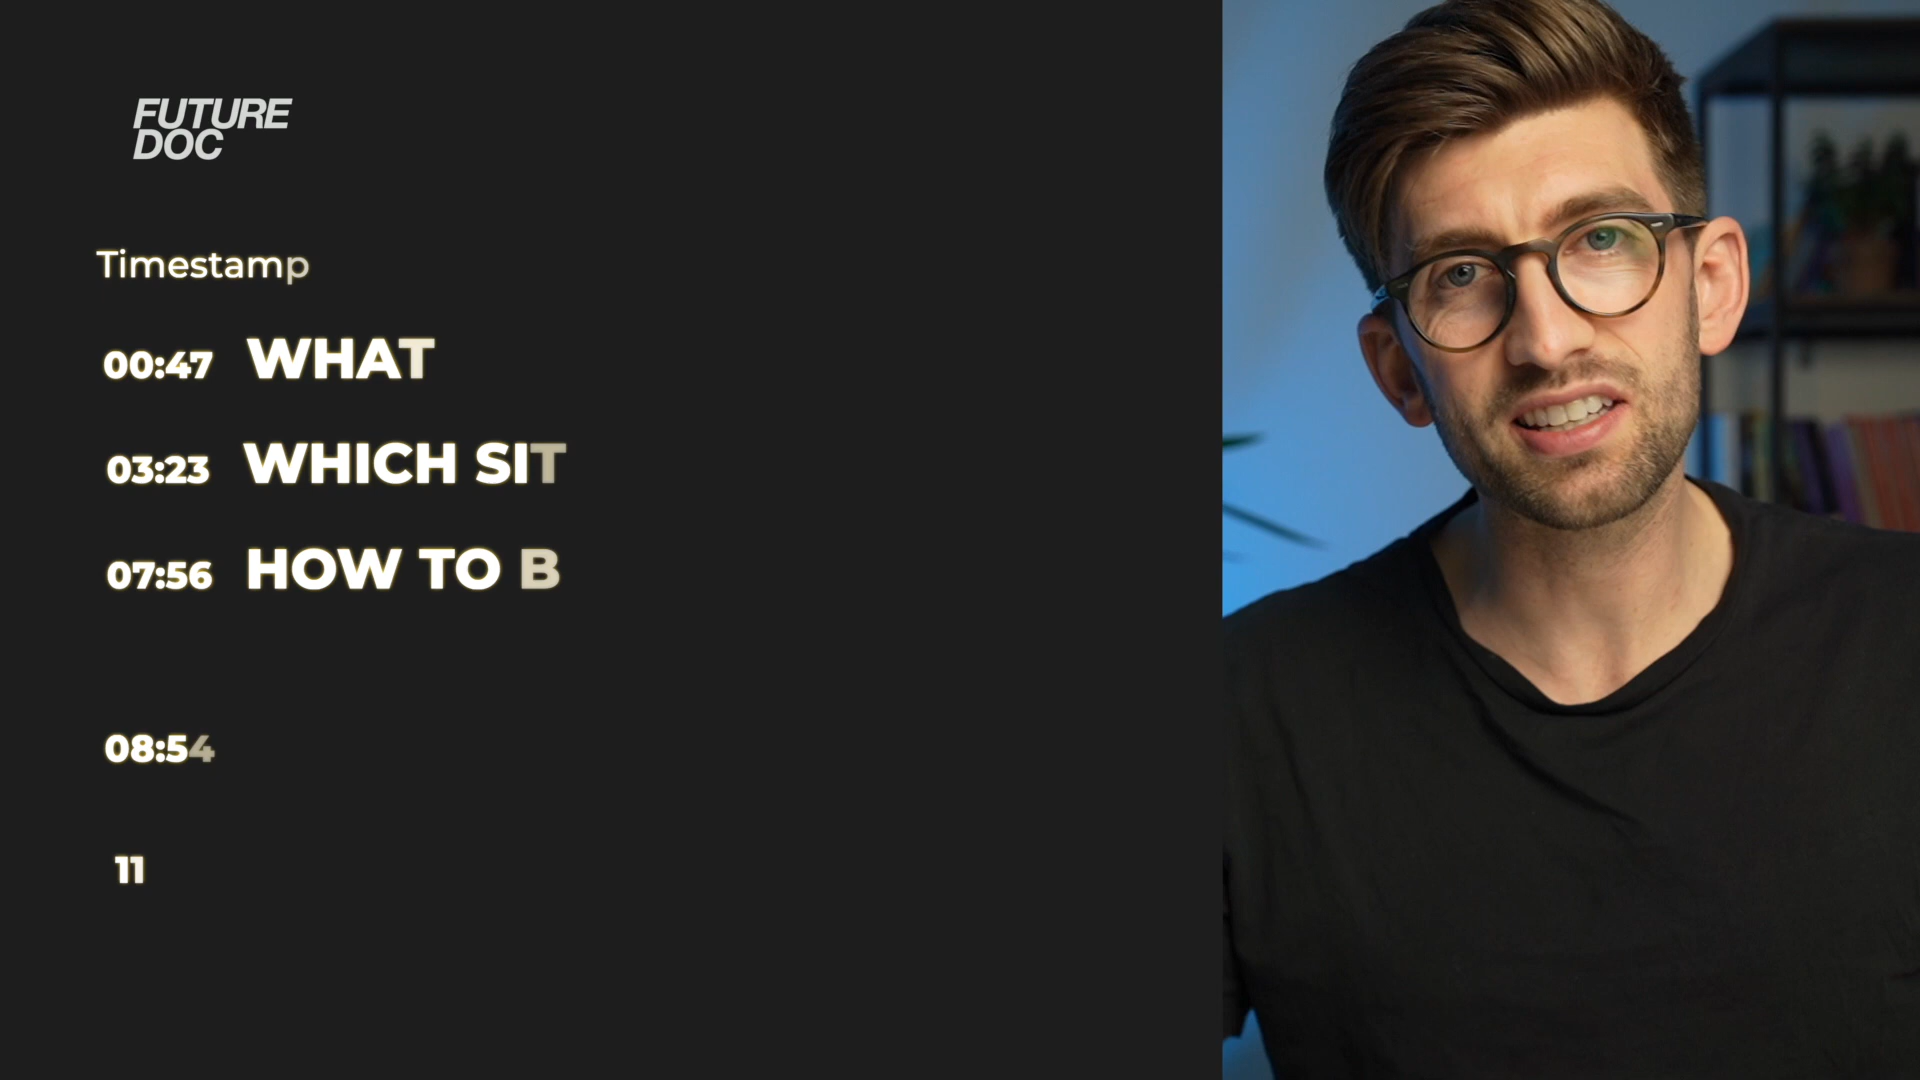 FUTURE
DOC
Timestamp
00:47 WHAT
03:23 WHICH SIT
07:56 HOW TO B
08:54
11